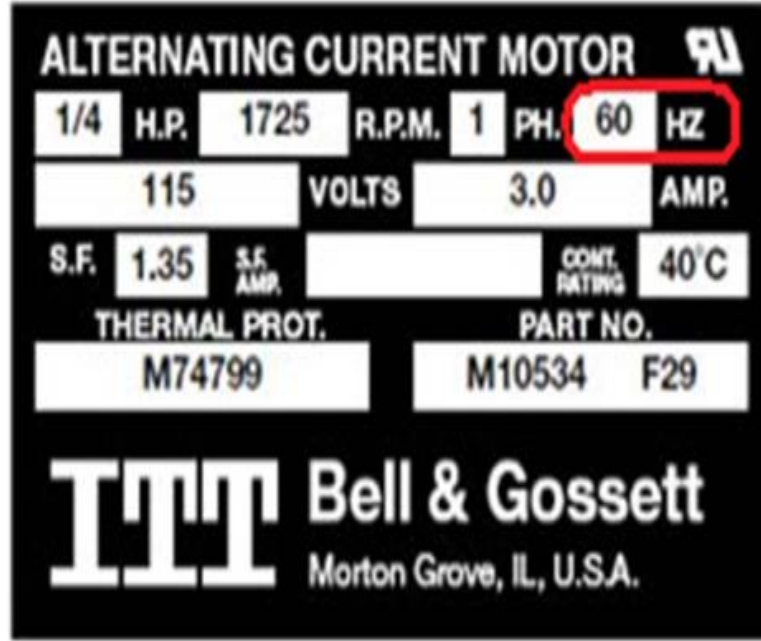 ALTERNATING CURRENT MOTOR RU
1/4 H.P. 1725 R.P.M. 1 PH. 60 HZ
115 VOLTS 3.0 AMP.
S.F. 1.35 S.F. AMP. CONT. RATING 40°C
THERMAL PROT. PART NO.
M74799 M10534 F29
ITT Bell & Gossett
Morton Grove, IL, U.S.A.